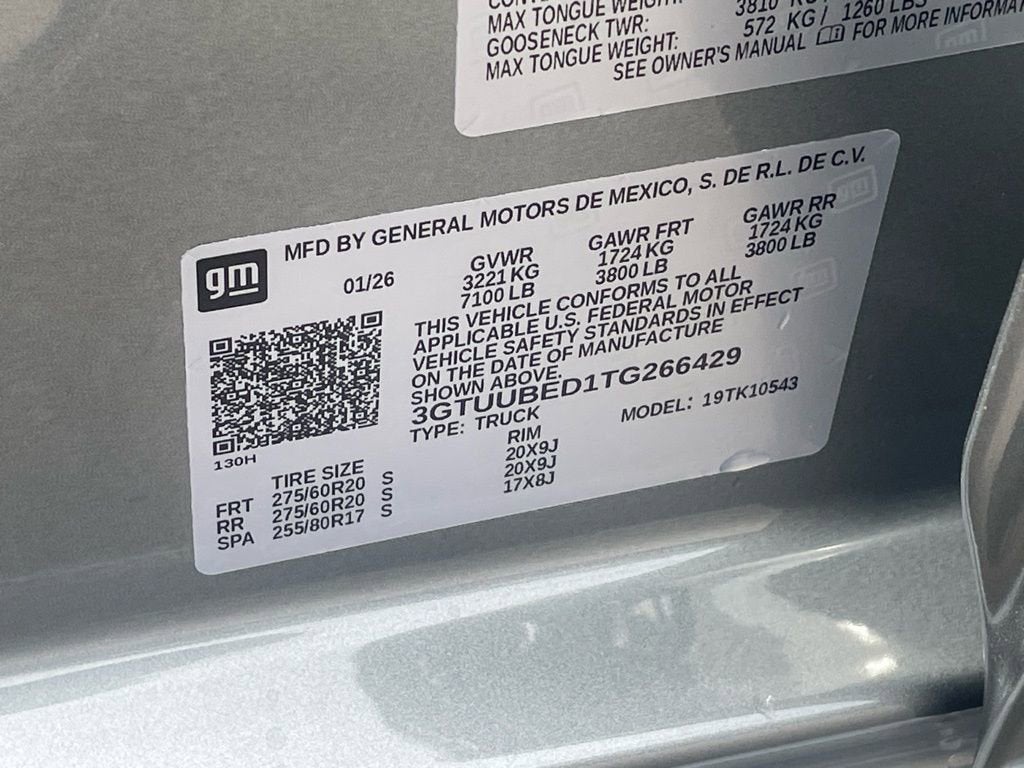 MAX TONGUE WEIGHT:
GOOSENECK TWR: 3810
MAX TONGUE WEIGHT: 572 KG / 1260 LBS
SEE OWNER'S MANUAL FOR MORE
gm
MFD BY GENERAL MOTORS DE MEXICO, S. DE R.L. DE C.V.
01/26 GVWR GAWR FRT GAWR RR
3221 KG 1724 KG 1724 KG
7100 LB 3800 LB 3800 LB
THIS VEHICLE CONFORMS TO ALL
APPLICABLE U.S. FEDERAL MOTOR
VEHICLE SAFETY STANDARDS IN EFFECT
ON THE DATE OF MANUFACTURE
SHOWN ABOVE.
3GTUUBED1TG266429
TYPE: TRUCK MODEL: 19TK10543
130H
TIRE SIZE RIM
FRT 275/60R20 S 20X9J
RR 275/60R20 S 20X9J
SPA 255/80R17 S 17X8J